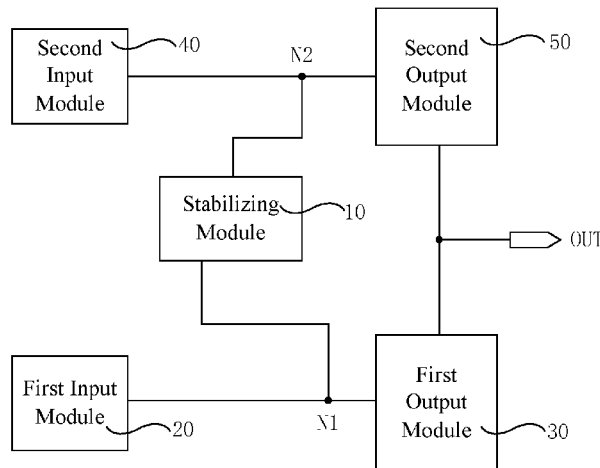 Second
Input
Module
40
N2
Second
Output
Module
50
Stabilizing
Module
10
OUT
First Input
Module
20
N1
First
Output
Module
30